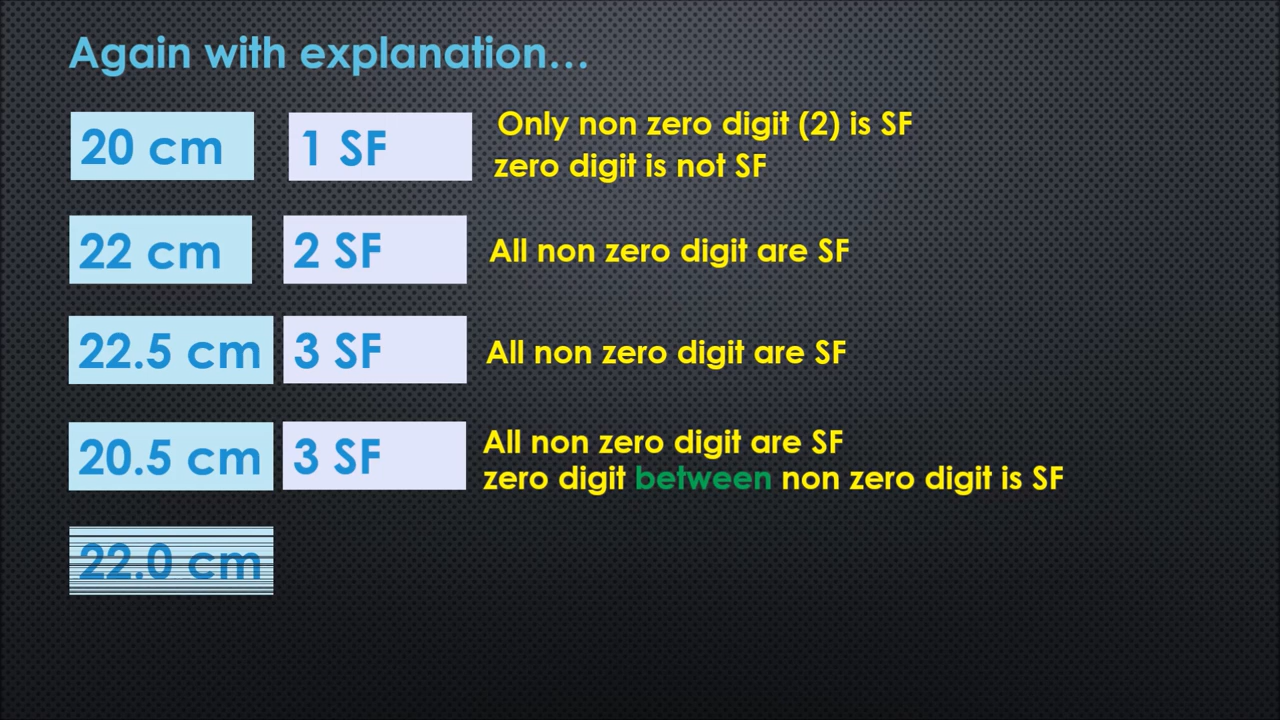 Again with explanation...
20 cm 1 SF Only non zero digit (2) is SF
zero digit is not SF
22 cm 2 SF All non zero digit are SF
22.5 cm 3 SF All non zero digit are SF
20.5 cm 3 SF All non zero digit are SF
zero digit between non zero digit is SF
22.0 cm